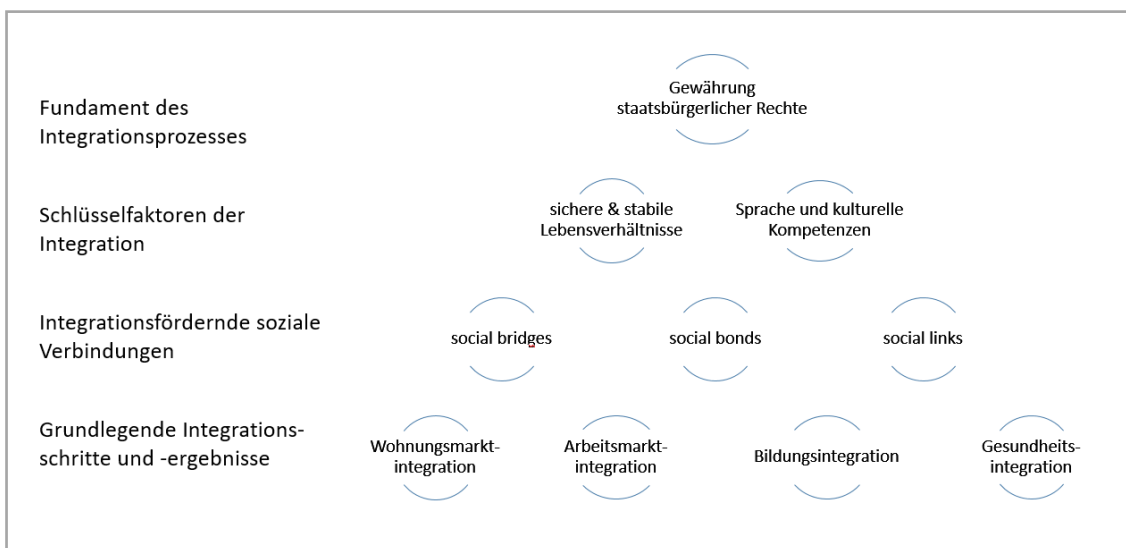 Fundament des
Integrationsprozesses
Gewährung
staatsbürgerlicher Rechte
Schlüsselfaktoren der
Integration
sichere & stabile
Lebensverhältnisse
Sprache und kulturelle
Kompetenzen
Integrationsfördernde soziale
Verbindungen
social bridges
social bonds
social links
Grundlegende Integrations-
schritte und -ergebnisse
Wohnungsmarkt-
integration
Arbeitsmarkt-
integration
Bildungsintegration
Gesundheits-
integration